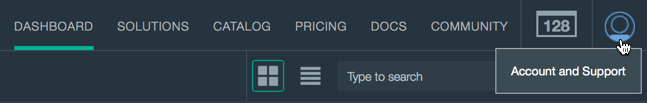 DASHBOARD SOLUTIONS CATALOG PRICING DOCS COMMUNITY 128
Type to search
Account and Support